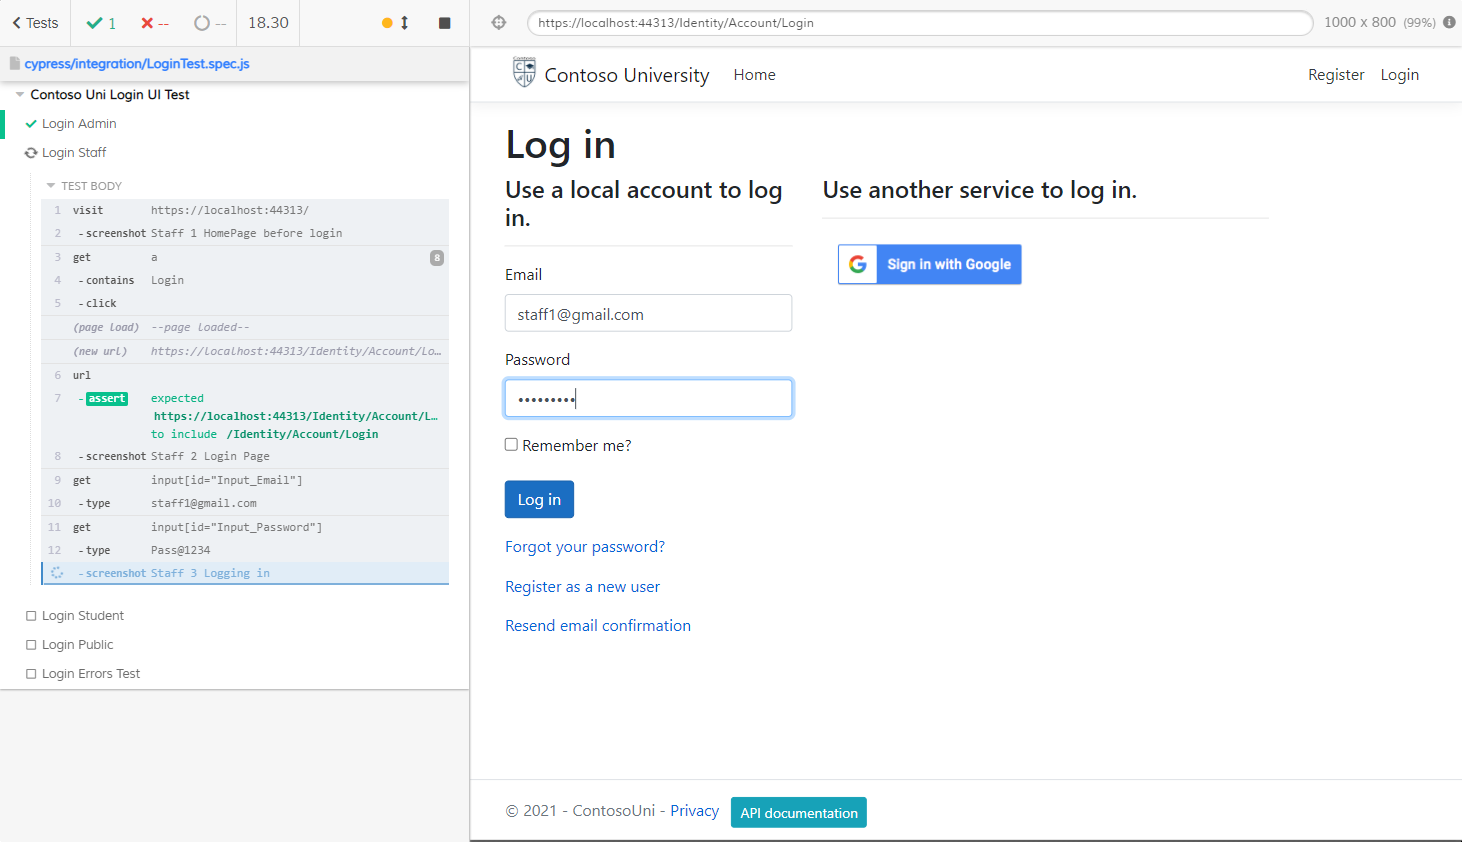 Tests
1
--
--
18.30
https://localhost:44313/Identity/Account/Login
1000 x 800 (99%)
cypress/integration/LoginTest.spec.js
Contoso Uni Login UI Test
Login Admin
Login Staff
TEST BODY
1 visit https://localhost:44313/
2 -screenshot Staff 1 HomePage before login
3 get a 8
4 -contains Login
5 -click
(page load) --page loaded--
(new url) https://localhost:44313/Identity/Account/Lo…
6 url
7 -assert expected
https://localhost:44313/Identity/Account/L…
to include /Identity/Account/Login
8 -screenshot Staff 2 Login Page
9 get input[id="Input_Email"]
10 -type staff1@gmail.com
11 get input[id="Input_Password"]
12 -type Pass@1234
-screenshot Staff 3 Logging in
Login Student
Login Public
Login Errors Test
Contoso University
Home
Register
Login
Log in
Use a local account to log
in.
Email
staff1@gmail.com
Password
•••••••••
Remember me?
Log in
Forgot your password?
Register as a new user
Resend email confirmation
Use another service to log in.
Sign in with Google
© 2021 - ContosoUni - Privacy
API documentation